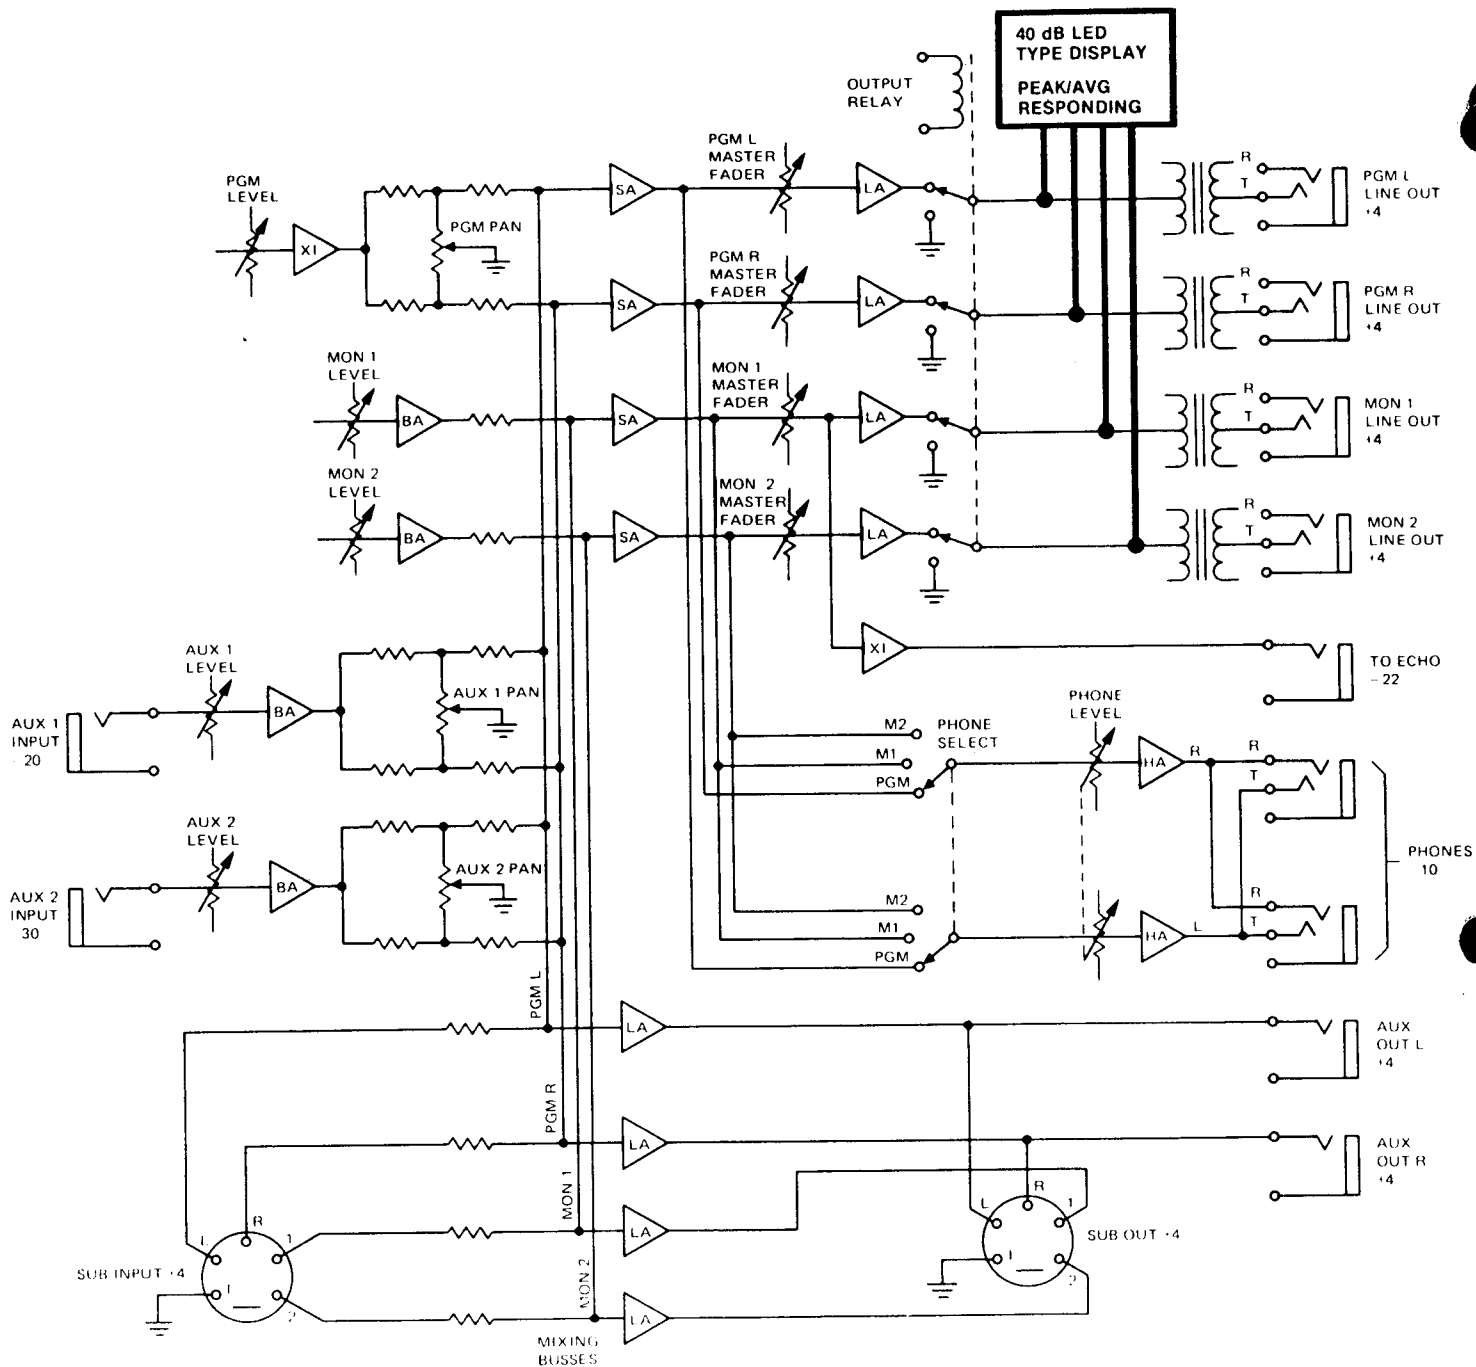 40 dB LED
TYPE DISPLAY
PEAK/AVG
RESPONDING
OUTPUT
RELAY
PGM L
MASTER
FADER
PGM
LEVEL
XI
PGM PAN
SA
LA
R
T
PGM L
LINE OUT
+4
PGM R
MASTER
FADER
SA
LA
R
T
PGM R
LINE OUT
+4
MON 1
LEVEL
BA
SA
MON 1
MASTER
FADER
LA
R
T
MON 1
LINE OUT
+4
MON 2
LEVEL
BA
SA
MON 2
MASTER
FADER
LA
R
T
MON 2
LINE OUT
+4
AUX 1
LEVEL
AUX 1
INPUT
-20
BA
AUX 1 PAN
XI
TO ECHO
-22
AUX 2
LEVEL
AUX 2
INPUT
30
BA
AUX 2 PAN
M2
M1
PGM
PHONE
SELECT
PHONE
LEVEL
HA
R
R
T
M2
M1
PGM
HA
L
R
T
PHONES
10
PGM L
LA
AUX
OUT L
+4
PGM R
LA
AUX
OUT R
+4
MON 1
LA
MON 2
LA
L
R
1
2
SUB INPUT +4
L
R
1
2
SUB OUT +4
MIXING
BUSSES